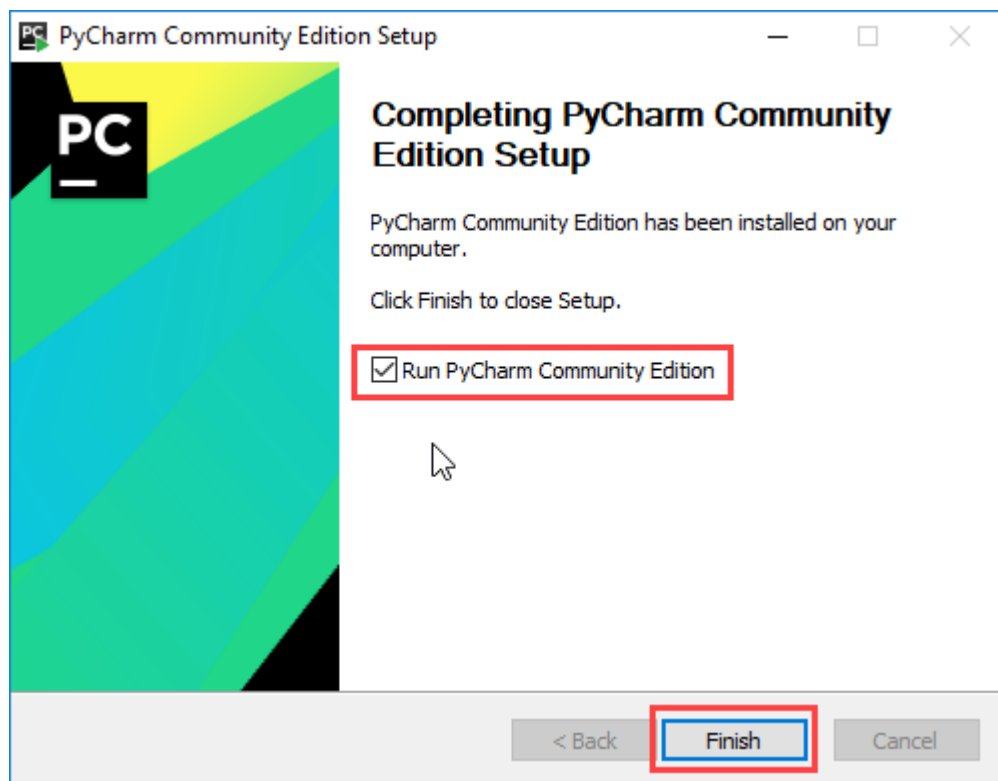 PyCharm Community Edition Setup
PC
Completing PyCharm Community
Edition Setup
PyCharm Community Edition has been installed on your
computer.
Click Finish to close Setup.
Run PyCharm Community Edition
< Back Finish Cancel